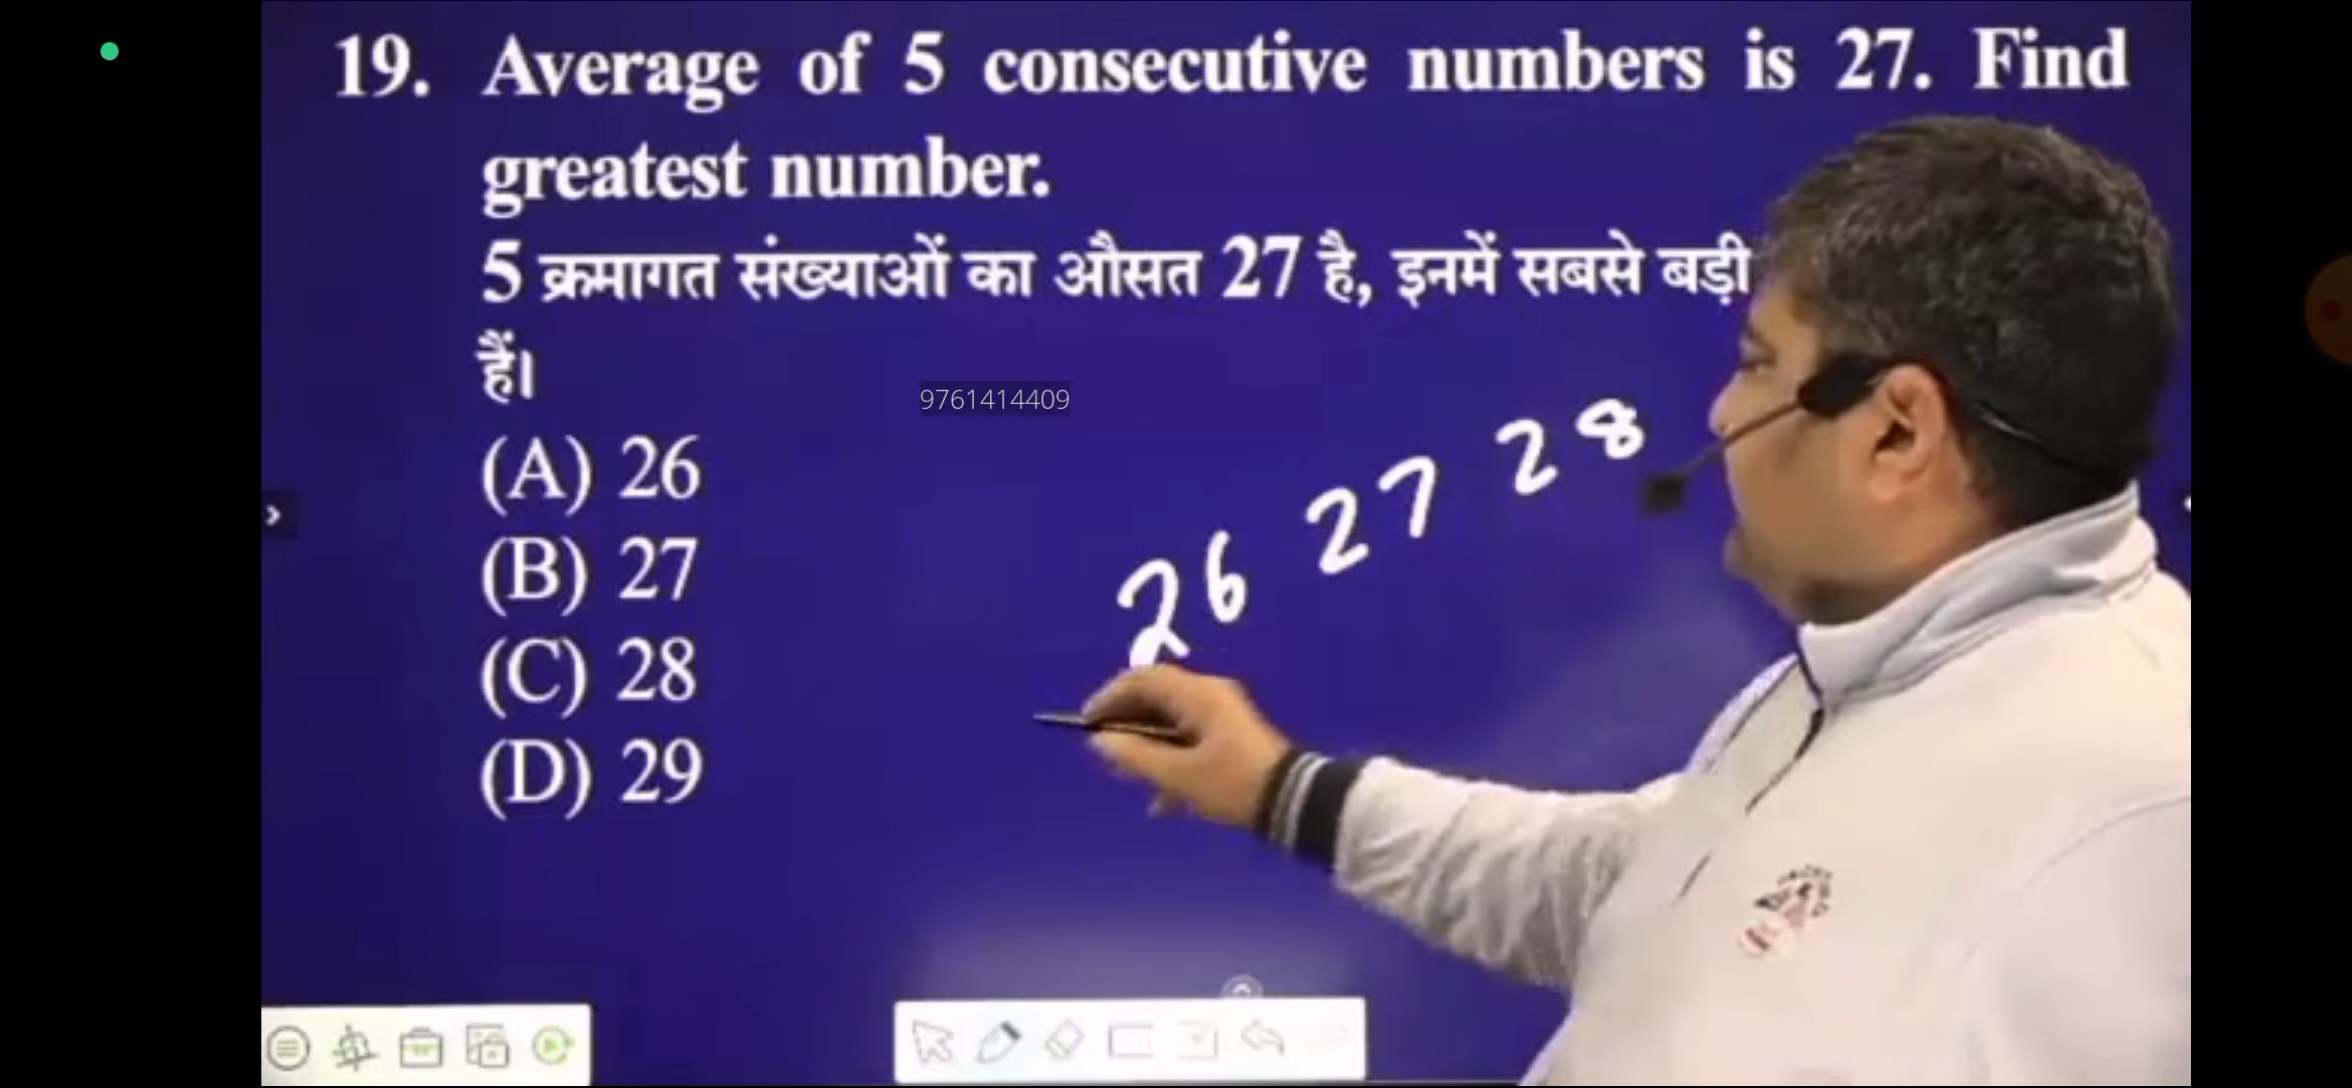 19. Average of 5 consecutive numbers is 27. Find
greatest number.
5 क्रमागत संख्याओं का औसत 27 है, इनमें सबसे बड़ी
हैं।
9761414409
(A) 26
(B) 27
(C) 28
(D) 29
26 27 28